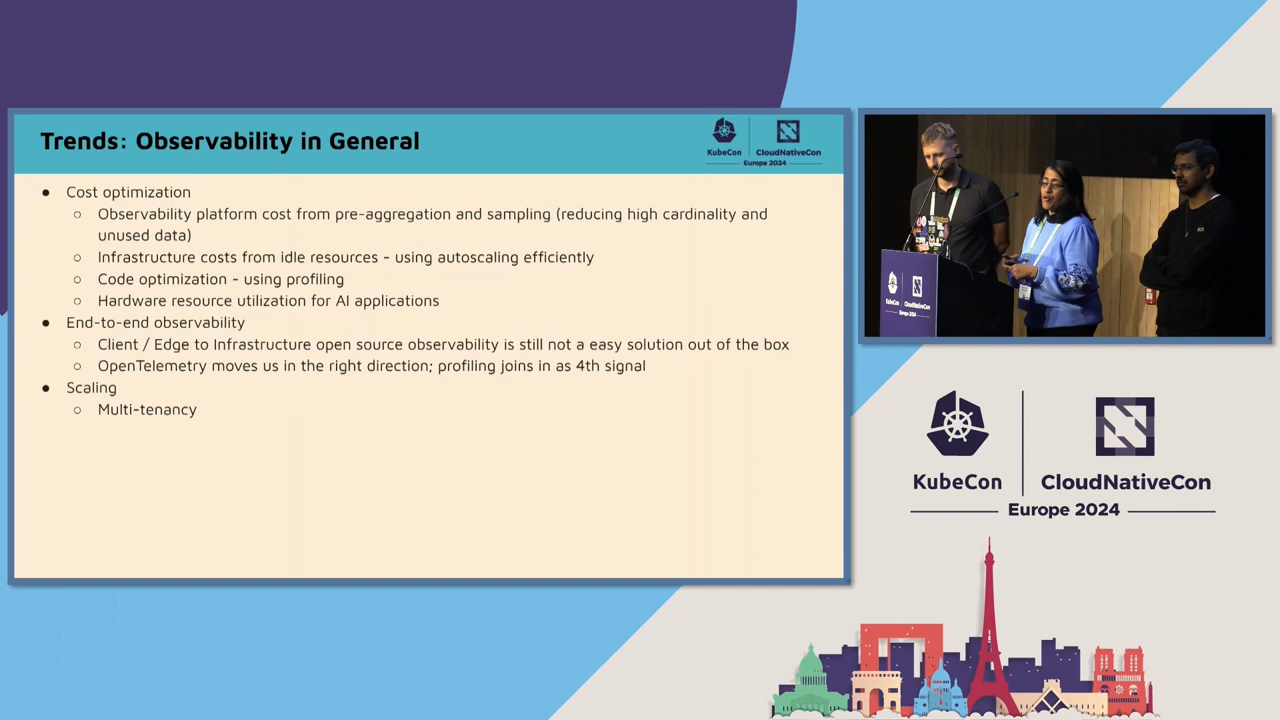 Trends: Observability in General
KubeCon
CloudNativeCon
Europe 2024
● Cost optimization
○ Observability platform cost from pre-aggregation and sampling (reducing high cardinality and
unused data)
○ Infrastructure costs from idle resources - using autoscaling efficiently
○ Code optimization - using profiling
○ Hardware resource utilization for AI applications
● End-to-end observability
○ Client / Edge to Infrastructure open source observability is still not a easy solution out of the box
○ OpenTelemetry moves us in the right direction; profiling joins in as 4th signal
● Scaling
○ Multi-tenancy
KubeCon
CloudNativeCon
Europe 2024
KubeCon
CloudNativeCon
Europe 2024